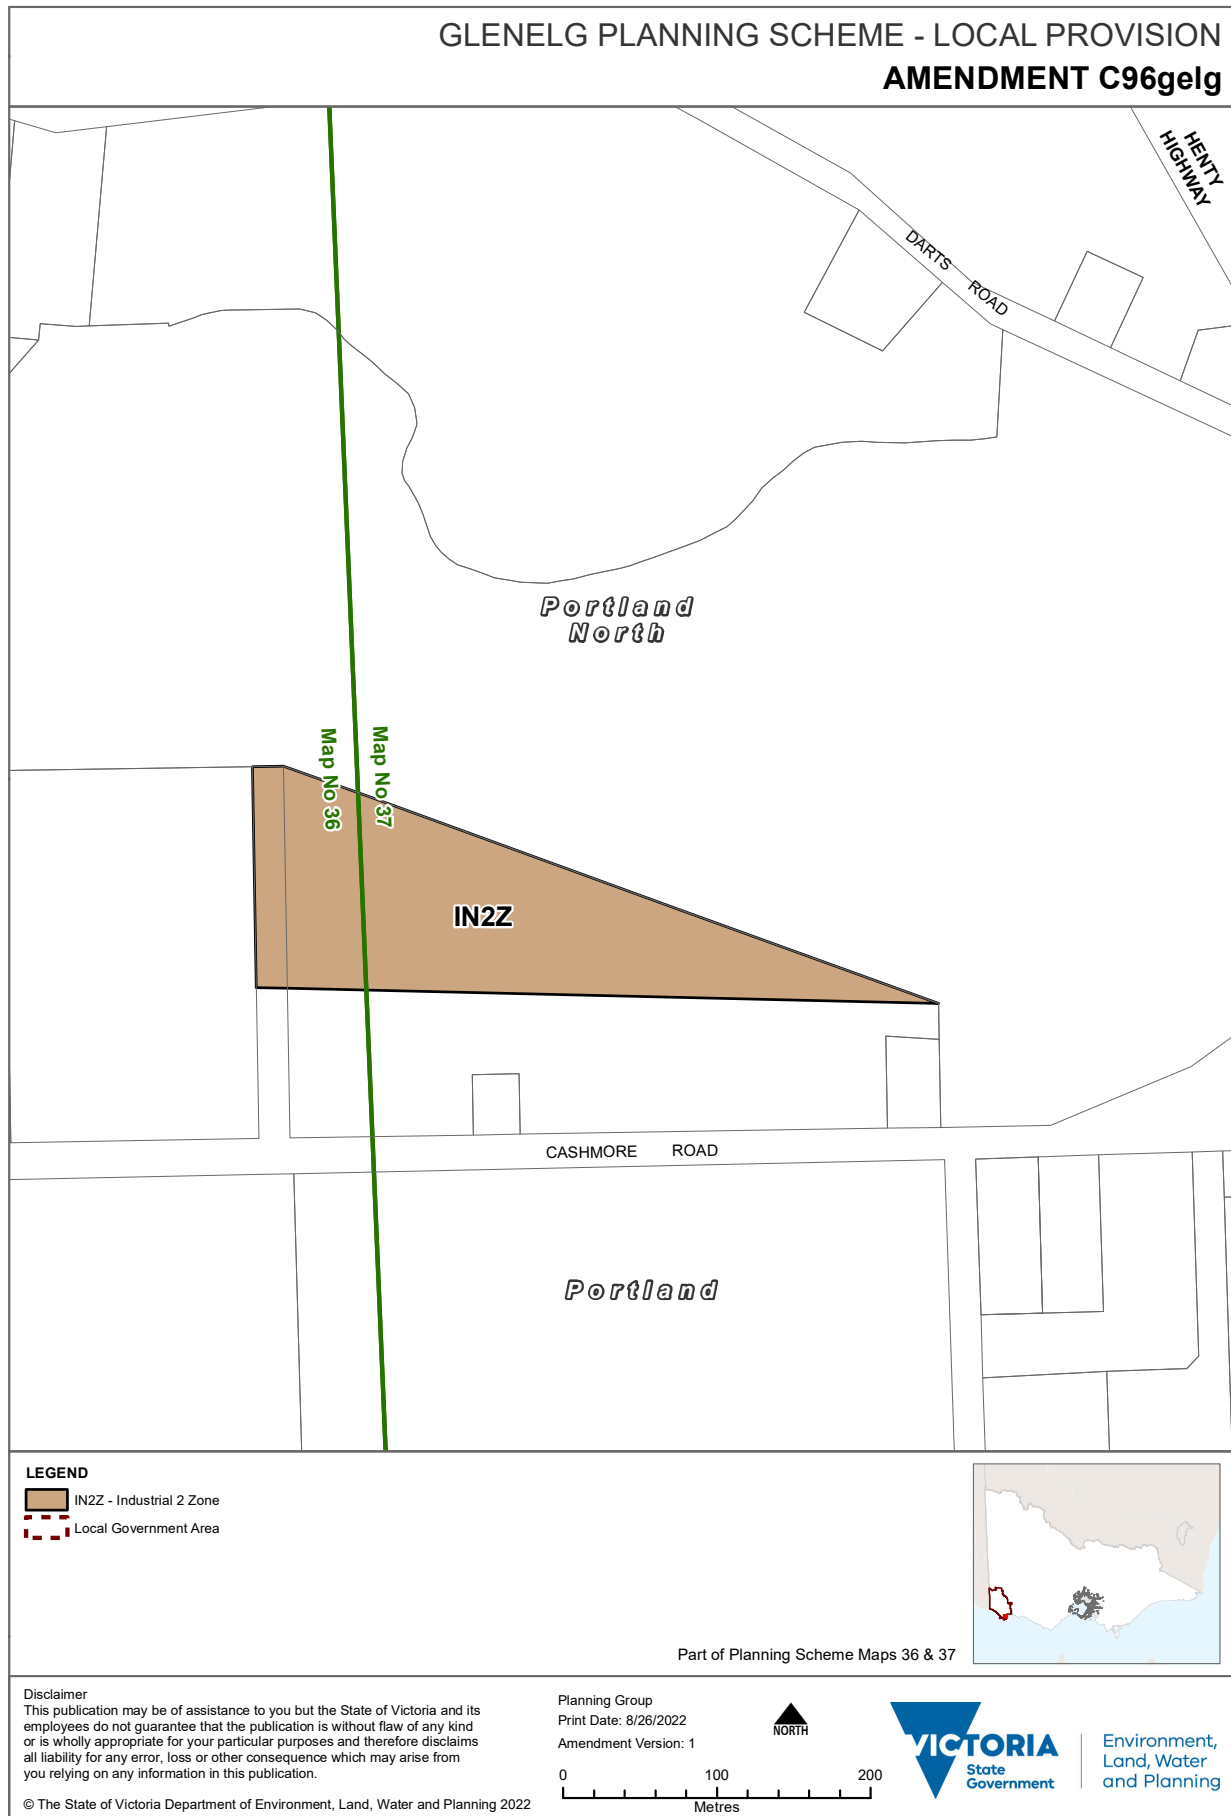 GLENELG PLANNING SCHEME - LOCAL PROVISION
AMENDMENT C96gelg
HENTY
HIGHWAY
DARTS ROAD
Portland
North
Map No 36
Map No 37
IN2Z
CASHMORE ROAD
Portland
LEGEND
IN2Z - Industrial 2 Zone
Local Government Area
Part of Planning Scheme Maps 36 & 37
Disclaimer
This publication may be of assistance to you but the State of Victoria and its
employees do not guarantee that the publication is without flaw of any kind
or is wholly appropriate for your particular purposes and therefore disclaims
all liability for any error, loss or other consequence which may arise from
you relying on any information in this publication.
© The State of Victoria Department of Environment, Land, Water and Planning 2022
Planning Group
Print Date: 8/26/2022
Amendment Version: 1
NORTH
0 100 200
Metres
VICTORIA
State
Government
Environment,
Land, Water
and Planning